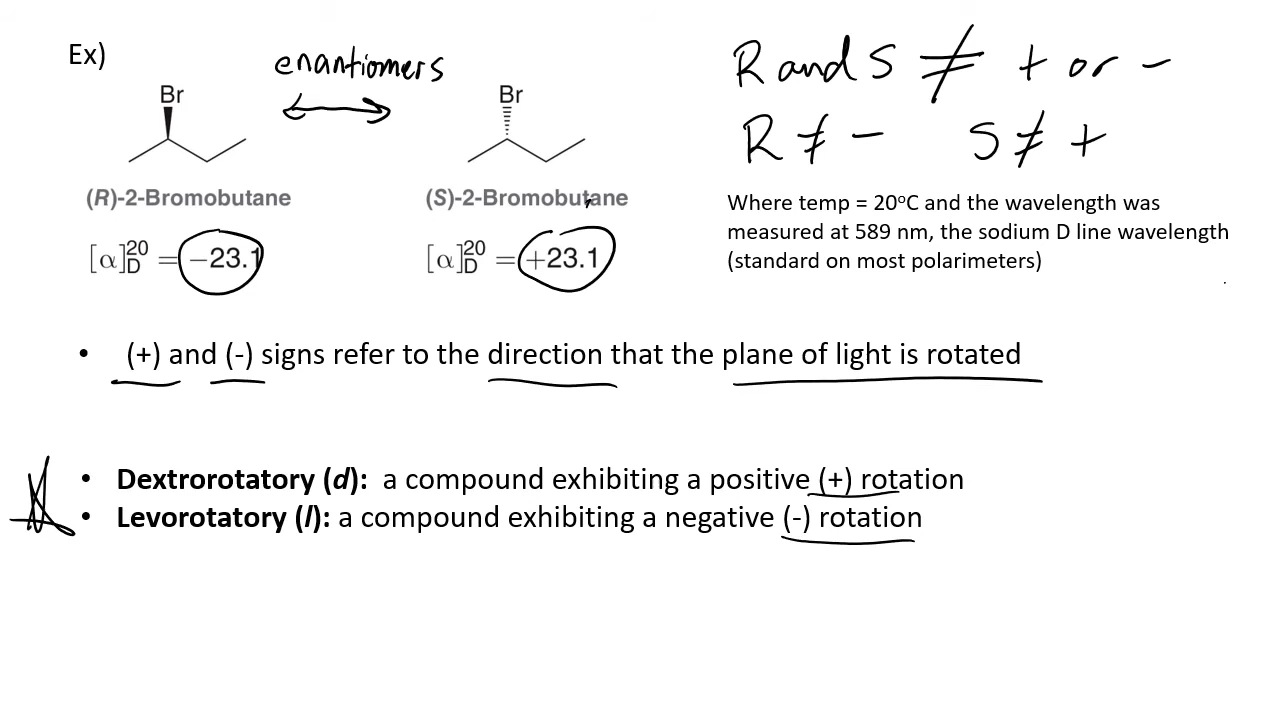 Ex)
enantiomers
Br
Br
(R)-2-Bromobutane
(S)-2-Bromobutane
[α]20D = −23.1
[α]20D = +23.1
R and S ≠ + or −
R ≠ − S ≠ +
Where temp = 20°C and the wavelength was
measured at 589 nm, the sodium D line wavelength
(standard on most polarimeters)
• (+) and (-) signs refer to the direction that the plane of light is rotated
• Dextrorotatory (d): a compound exhibiting a positive (+) rotation
• Levorotatory (l): a compound exhibiting a negative (-) rotation